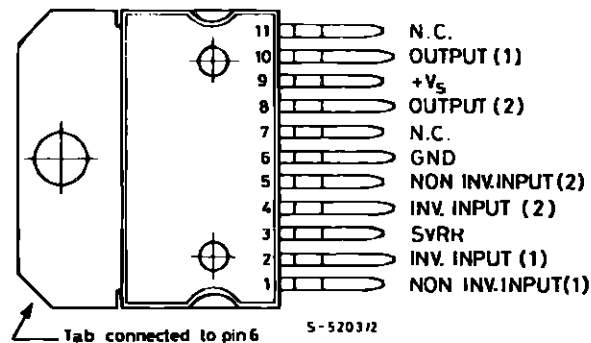 11 N.C.
10 OUTPUT (1)
9 +Vs
8 OUTPUT (2)
7 N.C.
6 GND
5 NON INV.INPUT (2)
4 INV. INPUT (2)
3 SVRR
2 INV. INPUT (1)
1 NON INV.INPUT(1)
Tab connected to pin 6
S-5203/2